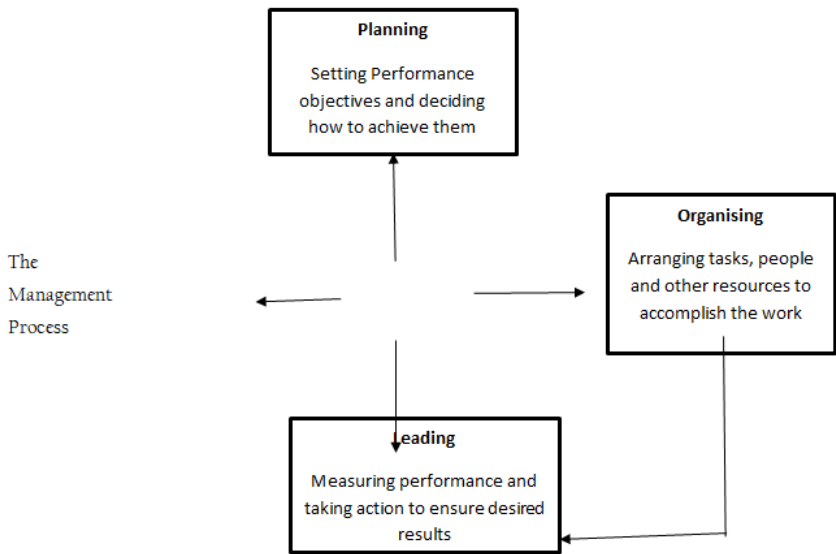 Planning
Setting Performance
objectives and deciding
how to achieve them
Organising
Arranging tasks, people
and other resources to
accomplish the work
The
Management
Process
Leading
Measuring performance and
taking action to ensure desired
results